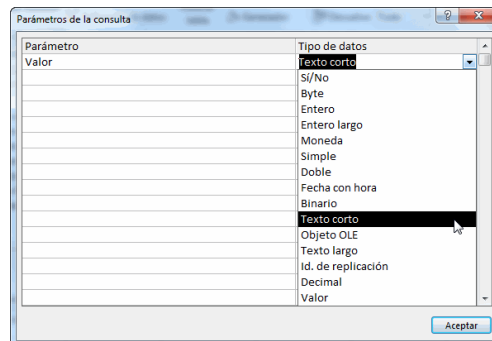 Parámetros de la consulta
Parámetro Tipo de datos
Valor Texto corto
Sí/No
Byte
Entero
Entero largo
Moneda
Simple
Doble
Fecha con hora
Binario
Texto corto
Objeto OLE
Texto largo
Id. de replicación
Decimal
Valor
Aceptar